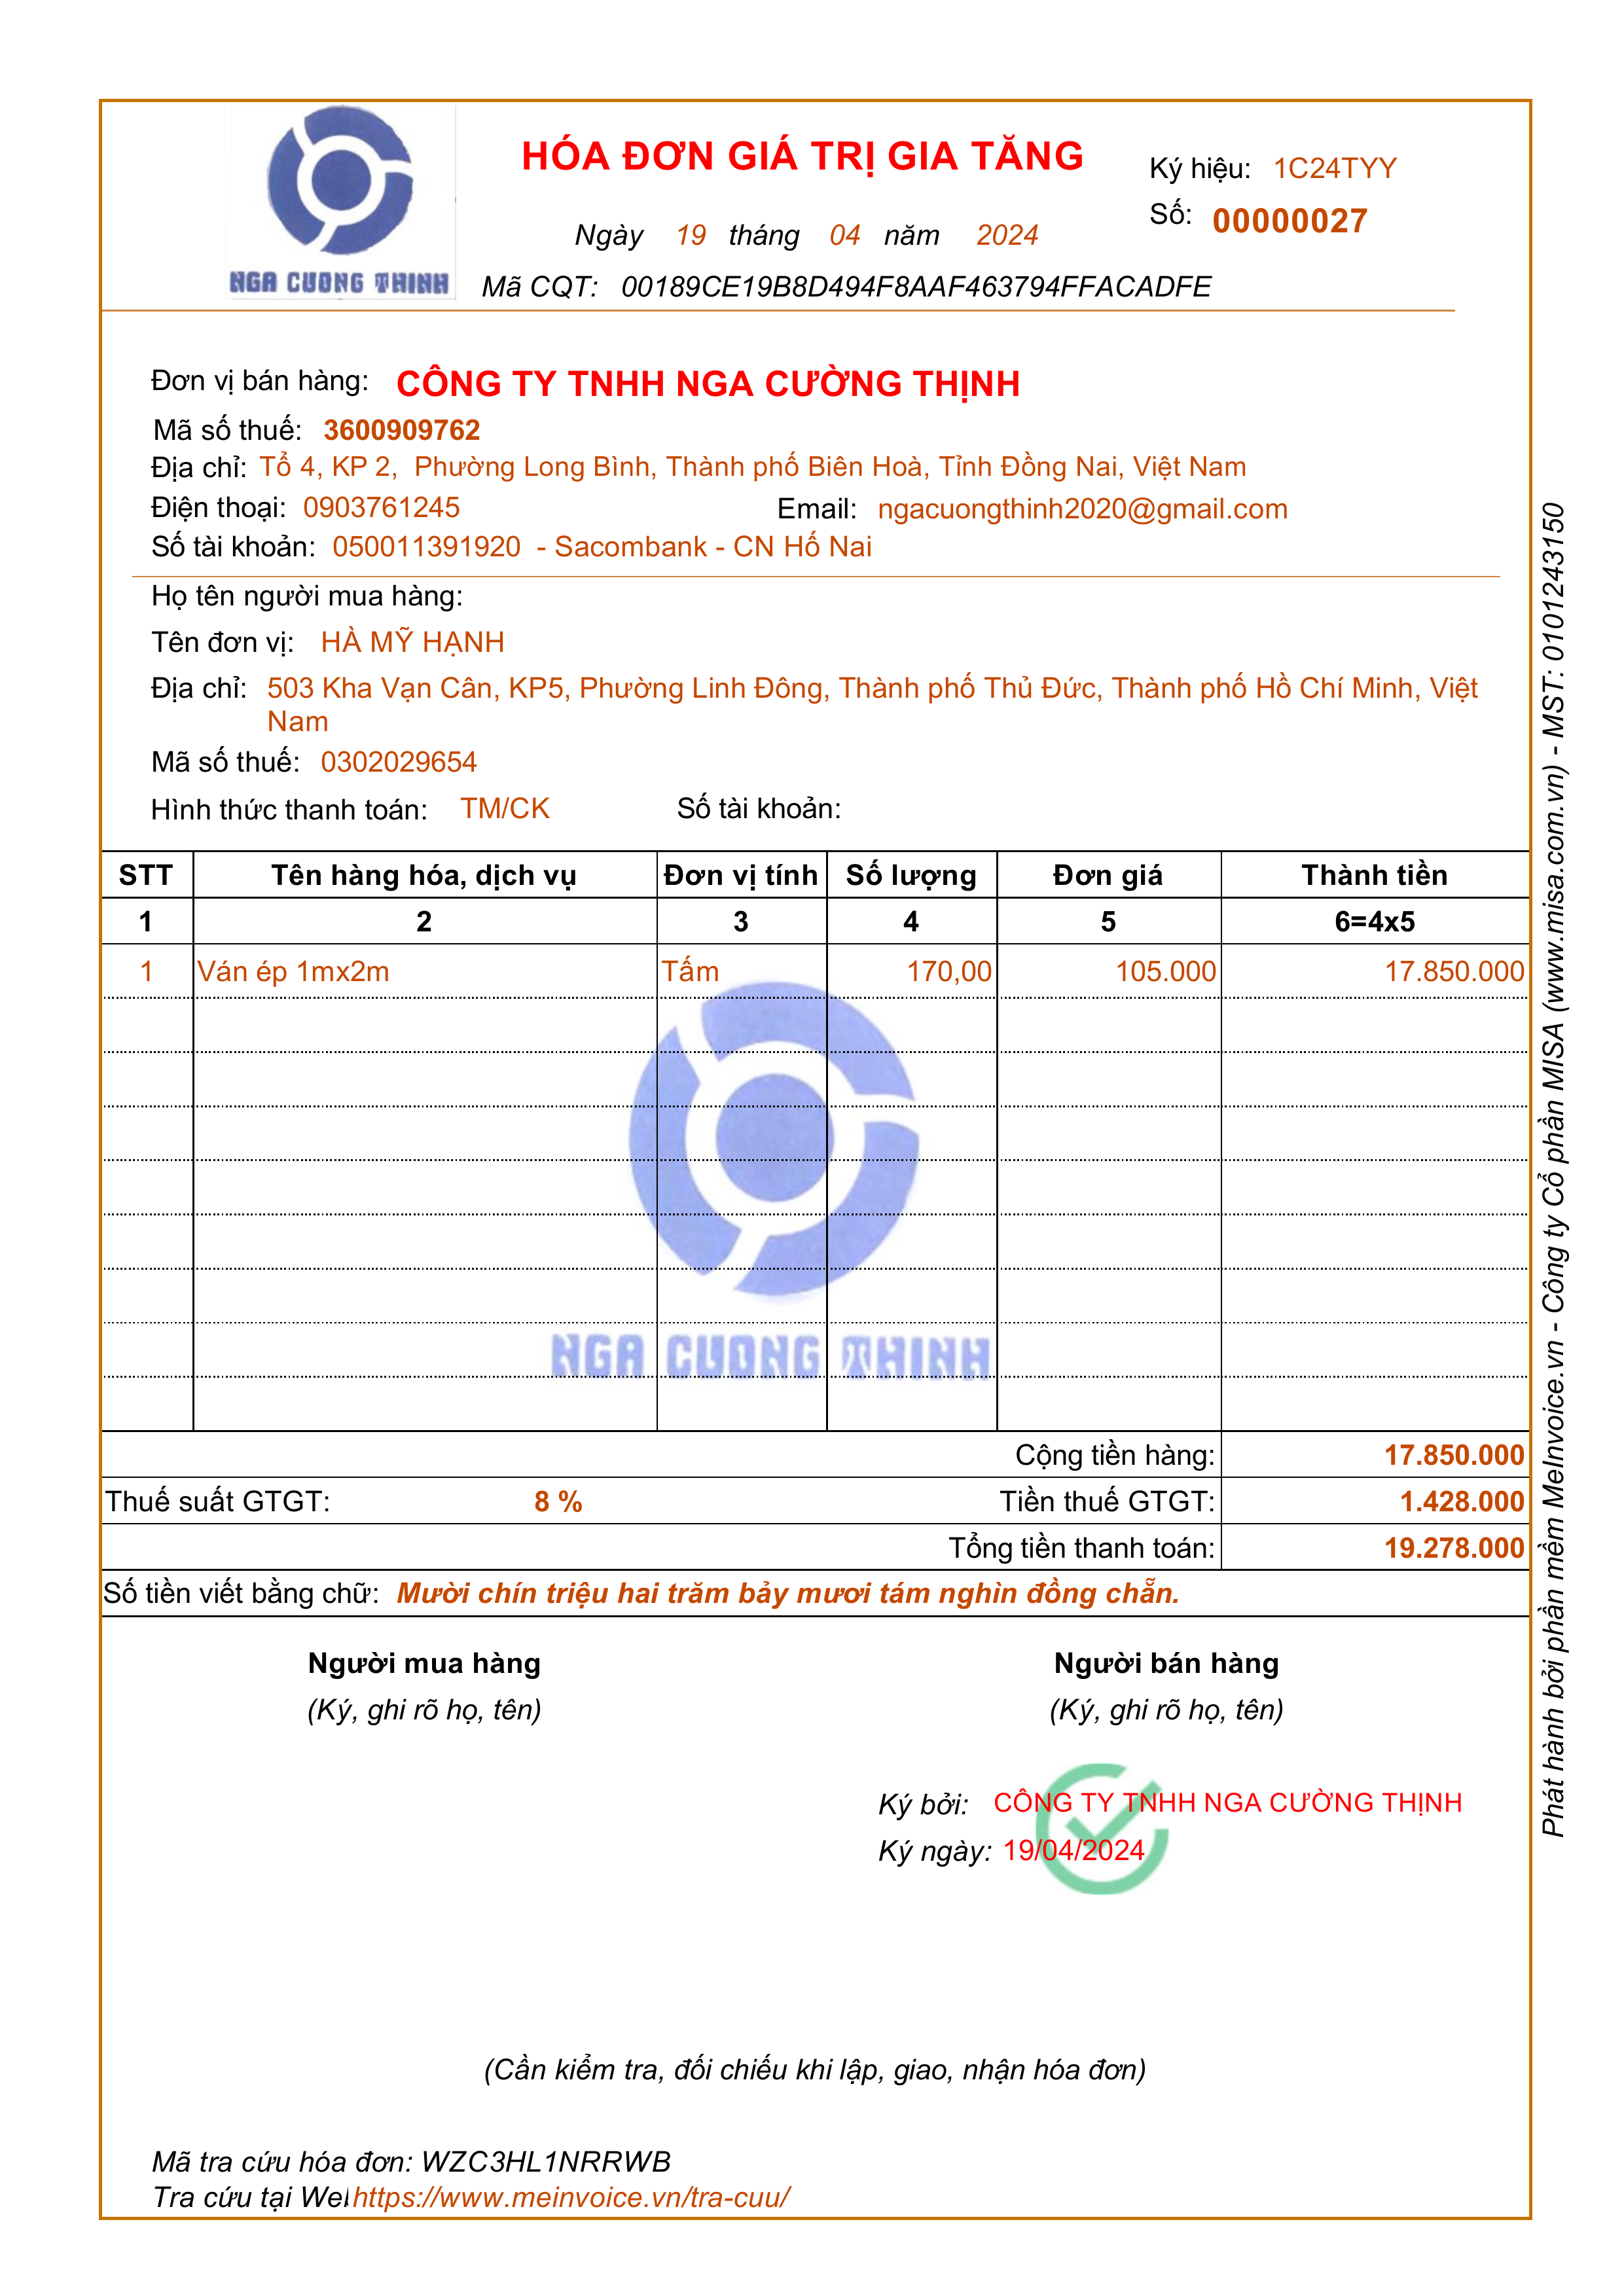 NGA CUONG THINH
HÓA ĐƠN GIÁ TRỊ GIA TĂNG
Ký hiệu: 1C24TYY
Số: 00000027
Ngày 19 tháng 04 năm 2024
Mã CQT: 00189CE19B8D494F8AAF463794FFACADFE
Đơn vị bán hàng: CÔNG TY TNHH NGA CƯỜNG THỊNH
Mã số thuế: 3600909762
Địa chỉ: Tổ 4, KP 2, Phường Long Bình, Thành phố Biên Hoà, Tỉnh Đồng Nai, Việt Nam
Điện thoại: 0903761245 Email: ngacuongthinh2020@gmail.com
Số tài khoản: 050011391920 - Sacombank - CN Hố Nai
Họ tên người mua hàng:
Tên đơn vị: HÀ MỸ HẠNH
Địa chỉ: 503 Kha Vạn Cân, KP5, Phường Linh Đông, Thành phố Thủ Đức, Thành phố Hồ Chí Minh, Việt
Nam
Mã số thuế: 0302029654
Hình thức thanh toán: TM/CK Số tài khoản:
STT Tên hàng hóa, dịch vụ Đơn vị tính Số lượng Đơn giá Thành tiền
1 2 3 4 5 6=4x5
1 Ván ép 1mx2m Tấm 170,00 105.000 17.850.000
NGA CUONG THINH
Cộng tiền hàng: 17.850.000
Thuế suất GTGT: 8 % Tiền thuế GTGT: 1.428.000
Tổng tiền thanh toán: 19.278.000
Số tiền viết bằng chữ: Mười chín triệu hai trăm bảy mươi tám nghìn đồng chẵn.
Người mua hàng Người bán hàng
(Ký, ghi rõ họ, tên) (Ký, ghi rõ họ, tên)
Ký bởi: CÔNG TY TNHH NGA CƯỜNG THỊNH
Ký ngày: 19/04/2024
(Cần kiểm tra, đối chiếu khi lập, giao, nhận hóa đơn)
Mã tra cứu hóa đơn: WZC3HL1NRRWB
Tra cứu tại We https://www.meinvoice.vn/tra-cuu/
Phát hành bởi phần mềm MeInvoice.vn - Công ty Cổ phần MISA (www.misa.com.vn) - MST: 0101243150